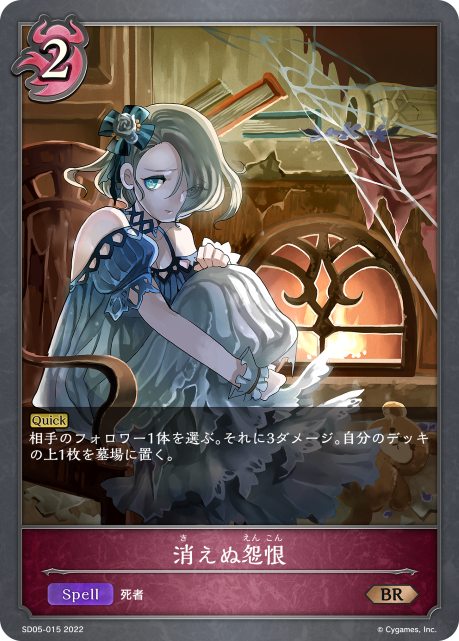 2
Quick
相手のフォロワー1体を選ぶ。それに3ダメージ。自分のデッキ
の上1枚を墓場に置く。
き えんこん
消えぬ怨恨
Spell 死者 BR
SD05-015 2022 © Cygames, Inc.